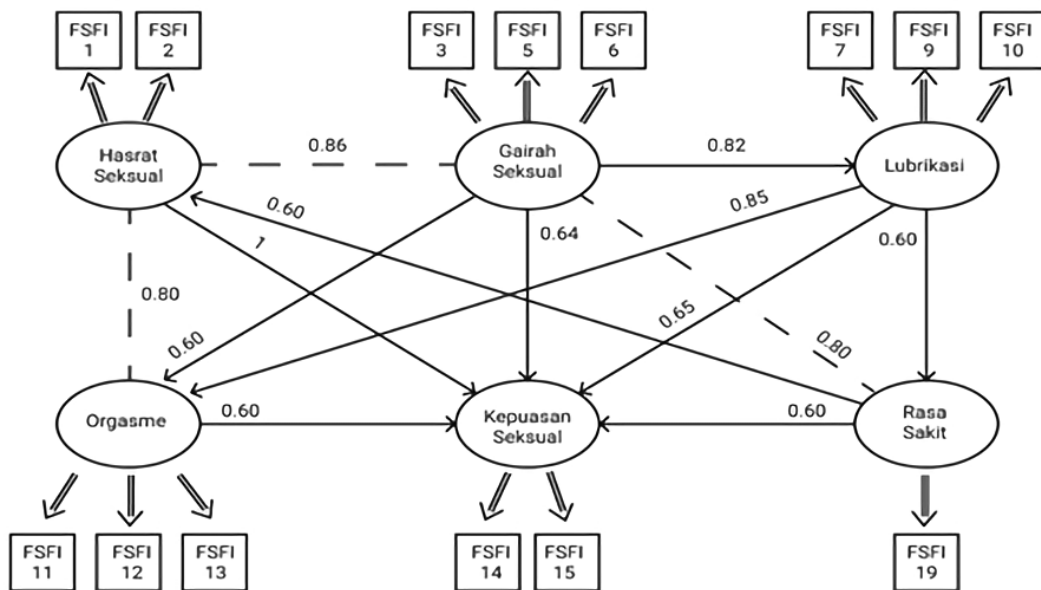 FSFI
1
FSFI
2
FSFI
3
FSFI
5
FSFI
6
FSFI
7
FSFI
9
FSFI
10
Hasrat
Seksual
0.86
Gairah
Seksual
0.82
Lubrikasi
0.60
0.85
1
0.64
0.60
0.80
0.65
0.60
0.80
Orgasme
0.60
Kepuasan
Seksual
0.60
Rasa
Sakit
FSFI
11
FSFI
12
FSFI
13
FSFI
14
FSFI
15
FSFI
19